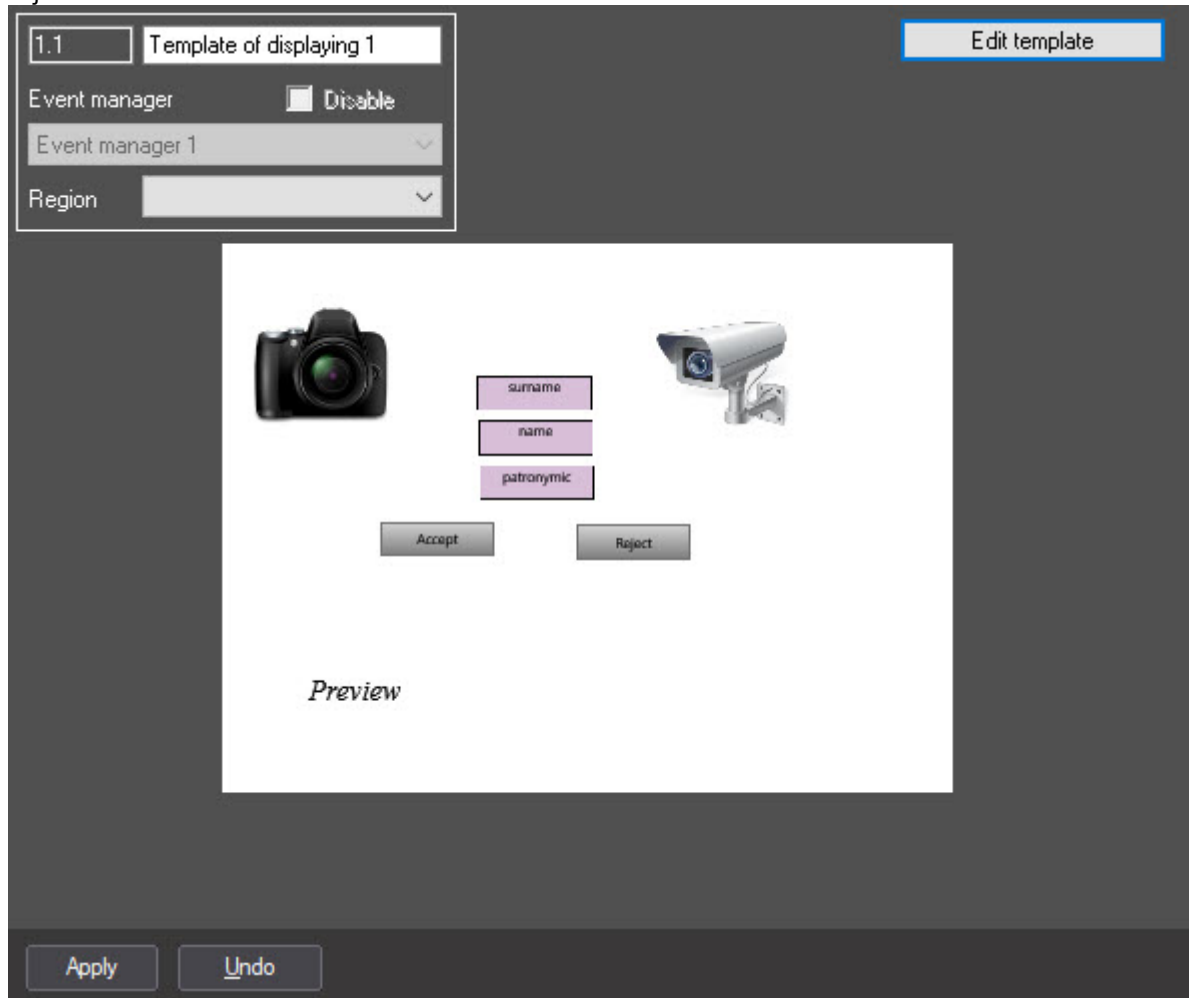 1.1 Template of displaying 1 Edit template
Event manager Disable
Event manager 1
Region
surname
name
patronymic
Accept Reject
Preview
Apply Undo